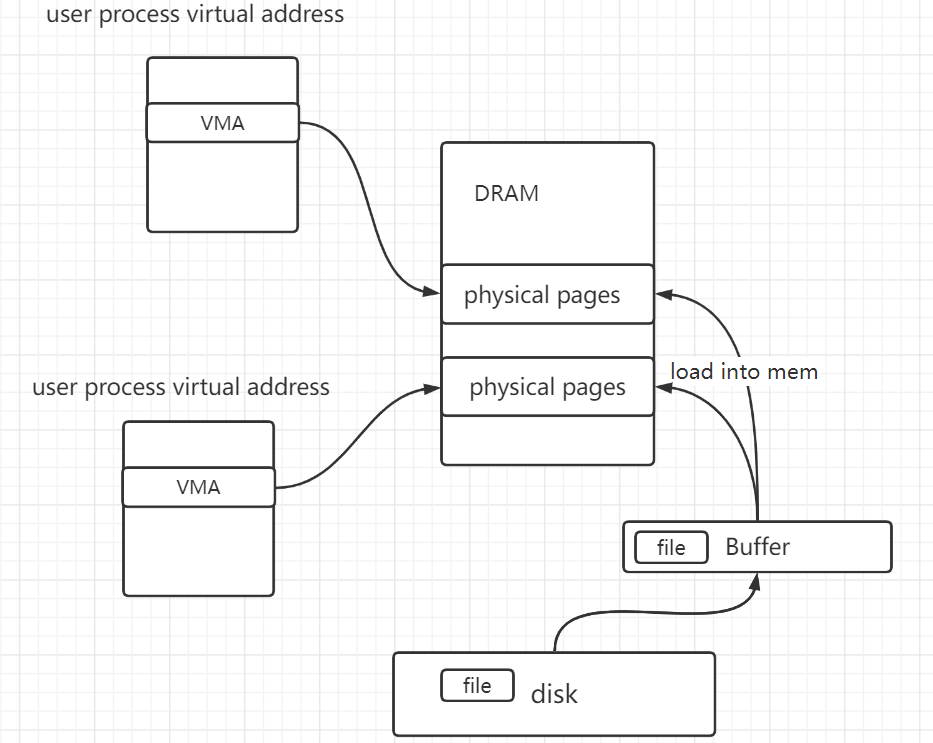 user process virtual address
VMA
DRAM
physical pages
load into mem
user process virtual address
physical pages
VMA
file
Buffer
file
disk